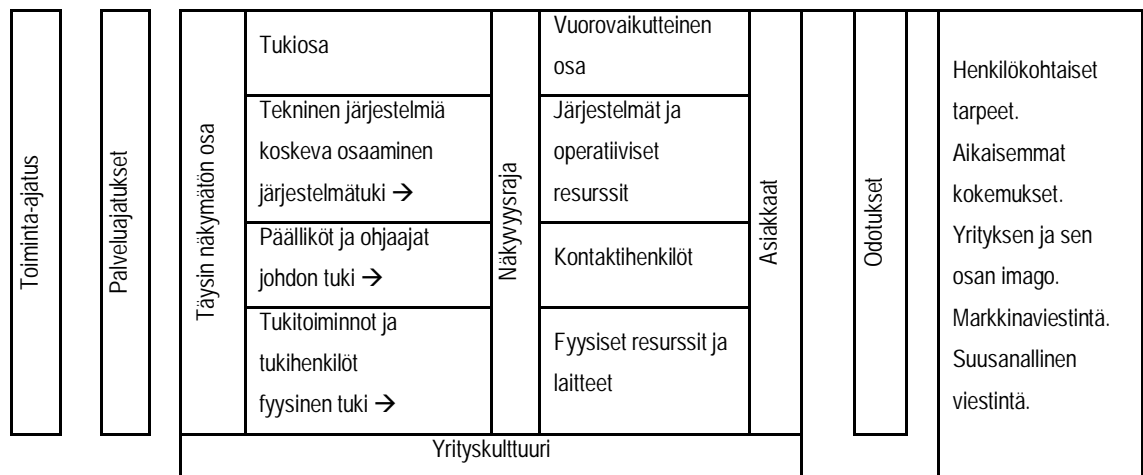 Toiminta-ajatus
Palveluajatukset
Täysin näkymätön osa
Tukiosa
Tekninen järjestelmiä
koskeva osaaminen
järjestelmätuki →
Päälliköt ja ohjaajat
johdon tuki →
Tukitoiminnot ja
tukihenkilöt
fyysinen tuki →
Näkyvyysraja
Vuorovaikutteinen
osa
Järjestelmät ja
operatiiviset
resurssit
Kontaktihenkilöt
Fyysiset resurssit ja
laitteet
Asiakkaat
Yrityskulttuuri
Odotukset
Henkilökohtaiset
tarpeet.
Aikaisemmat
kokemukset.
Yrityksen ja sen
osan imago.
Markkinaviestintä.
Suusanallinen
viestintä.